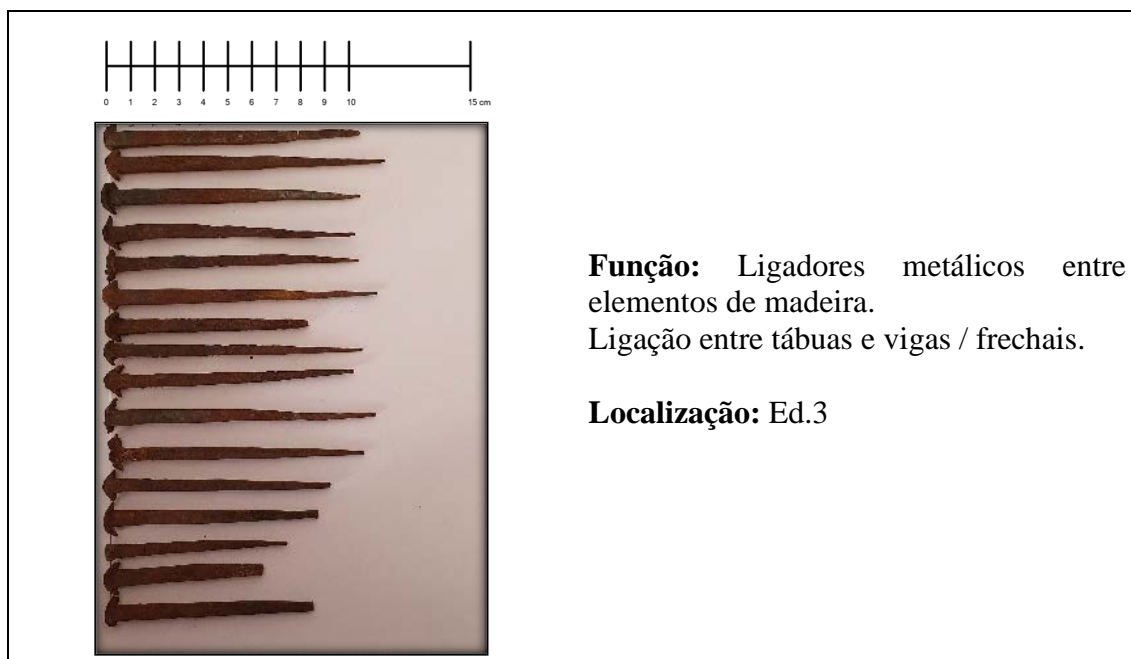 0 1 2 3 4 5 6 7 8 9 10 15 cm
Função: Ligadores metálicos entre
elementos de madeira.
Ligação entre tábuas e vigas / frechais.
Localização: Ed.3